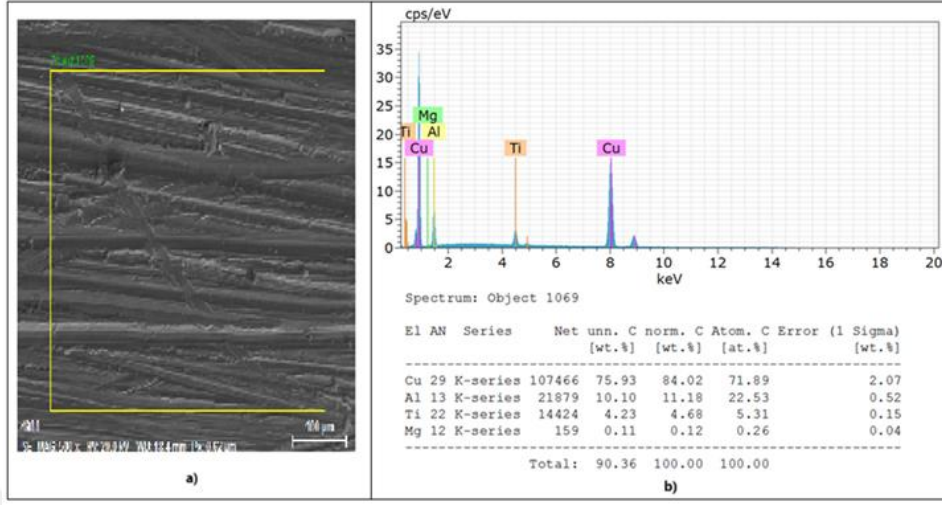 100 µm
a)
cps/eV
35
30
25
20
15
10
5
0
Ti Cu Mg Al Ti Cu
2 4 6 8 10 12 14 16 18 20
keV
Spectrum: Object 1069
El AN Series Net unn. C norm. C Atom. C Error (1 Sigma)
[wt.%] [wt.%] [at.%] [wt.%]
Cu 29 K-series 107466 75.93 84.02 71.89 2.07
Al 13 K-series 21879 10.10 11.18 22.53 0.52
Ti 22 K-series 14424 4.23 4.68 5.31 0.15
Mg 12 K-series 159 0.11 0.12 0.26 0.04
Total: 90.36 100.00 100.00
b)